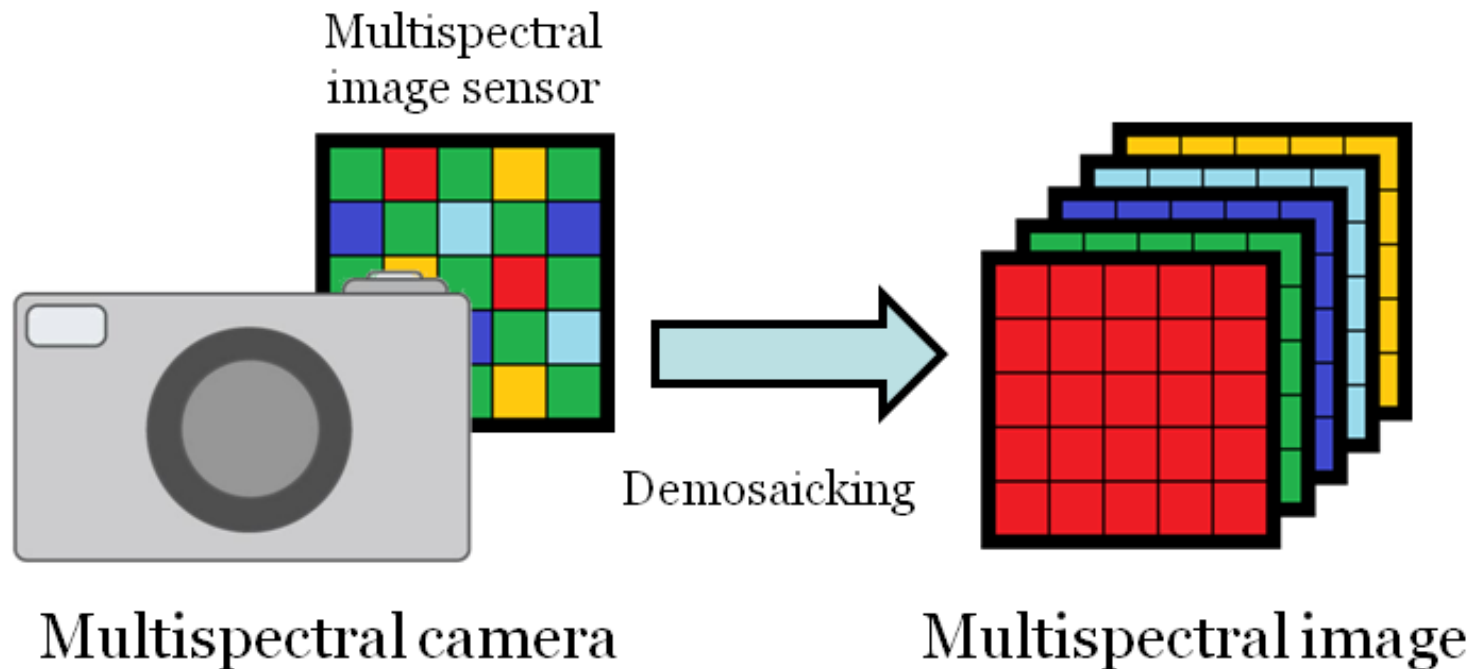 Multispectral
image sensor
Demosaicking
Multispectral camera
Multispectral image